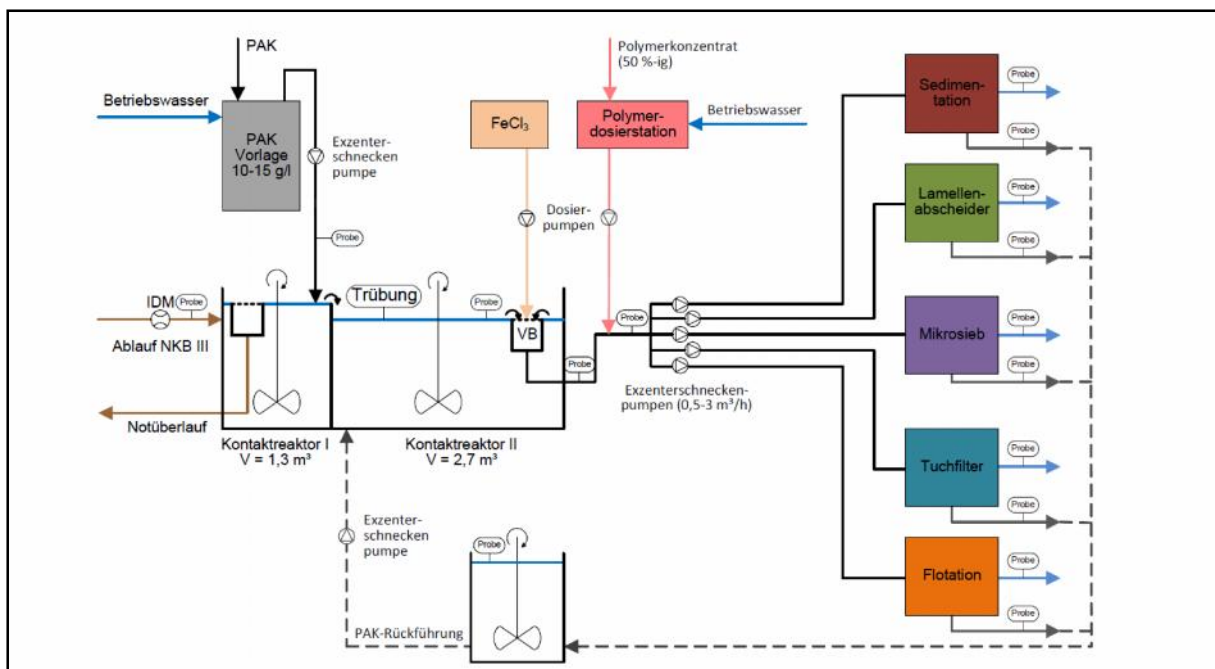 PAK
Betriebswasser
PAK
Vorlage
10-15 g/l
Exzenter-
schnecken
pumpe
Probe
FeCl₃
Polymerkonzentrat
(50 %-ig)
Polymer-
dosierstation
Betriebswasser
Dosier-
pumpen
IDM
Probe
Ablauf NKB III
Notüberlauf
Trübung
Probe
VB
Probe
Probe
Kontaktreaktor I
V = 1,3 m³
Kontaktreaktor II
V = 2,7 m³
Exzenterschnecken-
pumpen (0,5-3 m³/h)
Sedimen-
tation
Probe
Probe
Lamellen-
abscheider
Probe
Probe
Mikrosieb
Probe
Probe
Tuchfilter
Probe
Probe
Flotation
Probe
Probe
Exzenter-
schnecken
pumpe
Probe
PAK-Rückführung